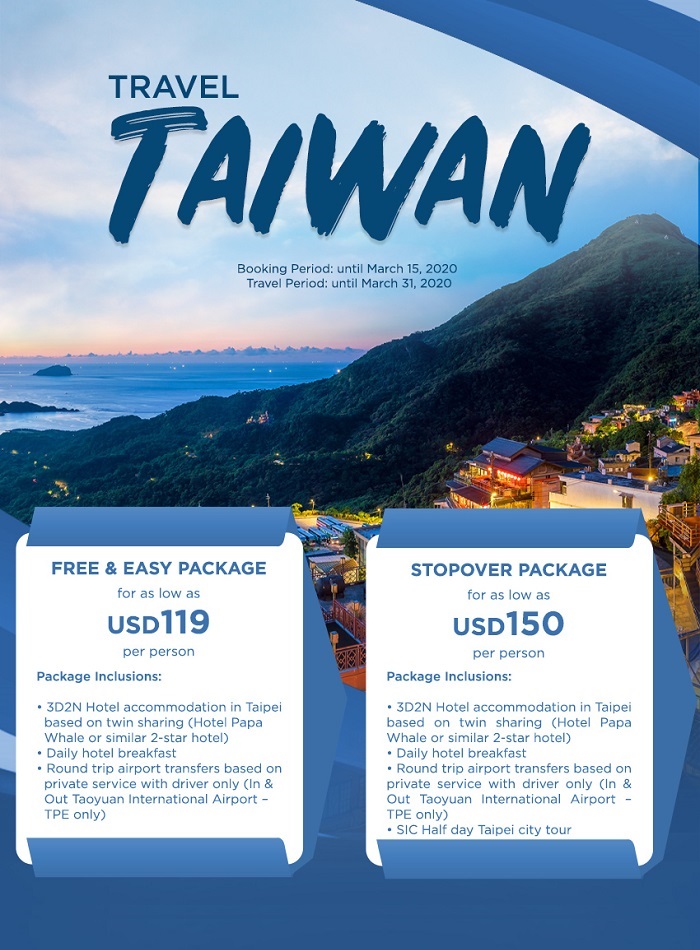 TRAVEL
TAIWAN
Booking Period: until March 15, 2020
Travel Period: until March 31, 2020
FREE & EASY PACKAGE
for as low as
USD119
per person
Package Inclusions:
• 3D2N Hotel accommodation in Taipei
based on twin sharing (Hotel Papa
Whale or similar 2-star hotel)
• Daily hotel breakfast
• Round trip airport transfers based on
private service with driver only (In &
Out Taoyuan International Airport –
TPE only)
STOPOVER PACKAGE
for as low as
USD150
per person
Package Inclusions:
• 3D2N Hotel accommodation in Taipei
based on twin sharing (Hotel Papa
Whale or similar 2-star hotel)
• Daily hotel breakfast
• Round trip airport transfers based on
private service with driver only (In &
Out Taoyuan International Airport –
TPE only)
• SIC Half day Taipei city tour